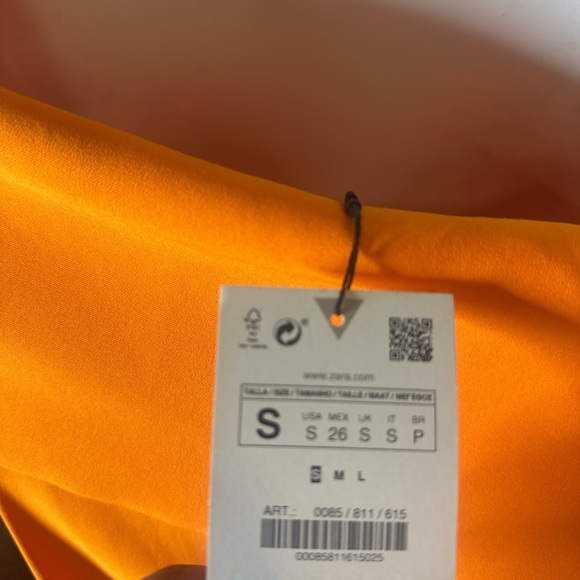 www.zara.com
TALLA / SIZE / TAMANHO / TAILLE / MAAT / ΜΕΓΕΘΟΣ
S
USA MEX UK IT BR
S 26 S S P
S M L
ART.: 0085 / 811 / 615
00085811615025